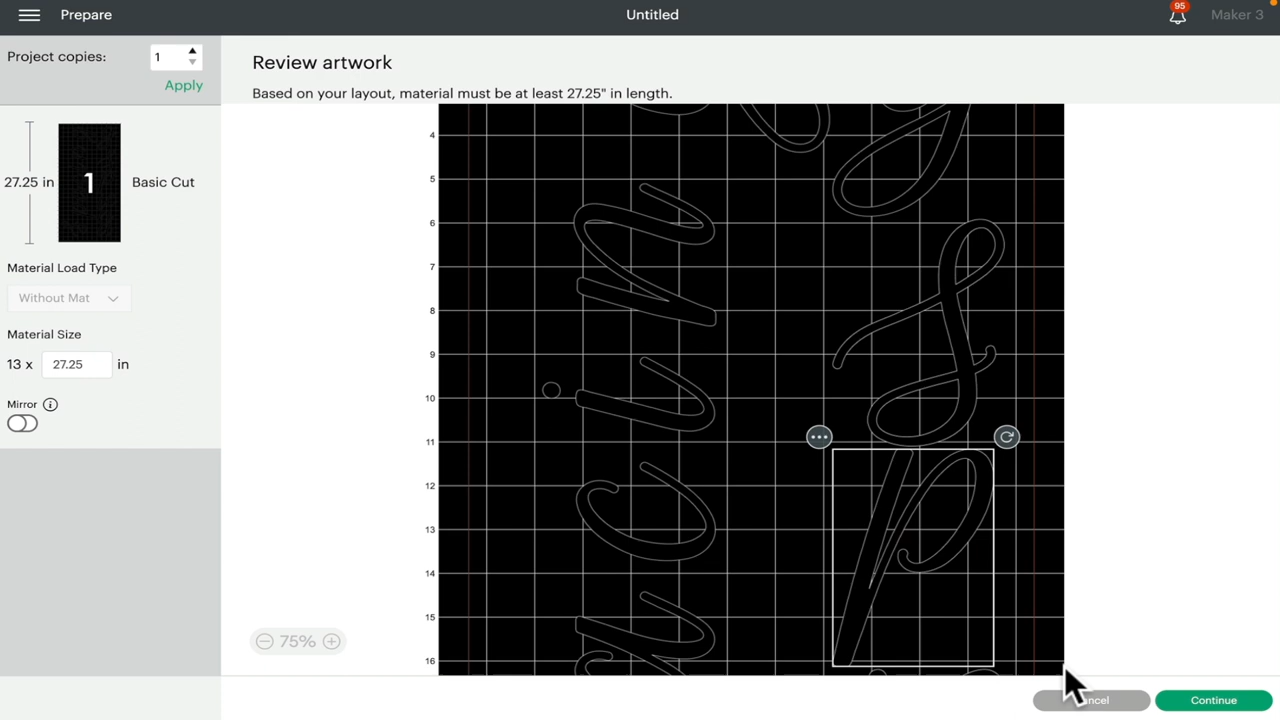 Prepare
Untitled
95
Maker 3
Project copies:
1
Apply
Review artwork
Based on your layout, material must be at least 27.25" in length.
27.25 in
1
Basic Cut
Material Load Type
Without Mat
Material Size
13 x 27.25 in
Mirror
4
5
6
7
8
9
10
11
12
13
14
15
16
75%
Continue